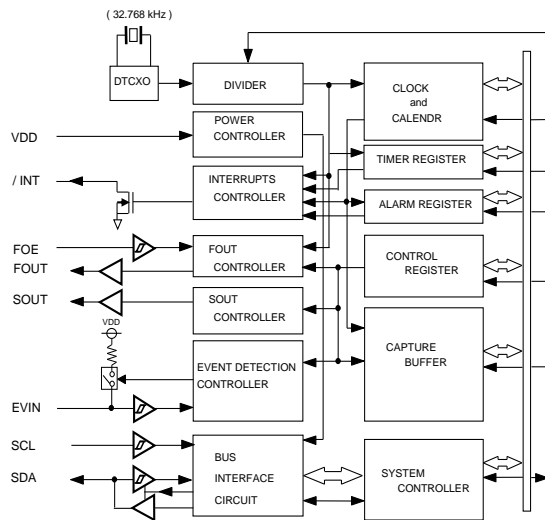 ( 32.768 kHz )
DTCXO
DIVIDER
CLOCK
and
CALENDR
POWER
CONTROLLER
VDD
TIMER REGISTER
/ INT
INTERRUPTS
CONTROLLER
ALARM REGISTER
FOE
FOUT
FOUT
CONTROLLER
CONTROL
REGISTER
SOUT
SOUT
CONTROLLER
VDD
CAPTURE
BUFFER
EVENT DETECTION
CONTROLLER
EVIN
SCL
SDA
BUS
INTERFACE
CIRCUIT
SYSTEM
CONTROLLER